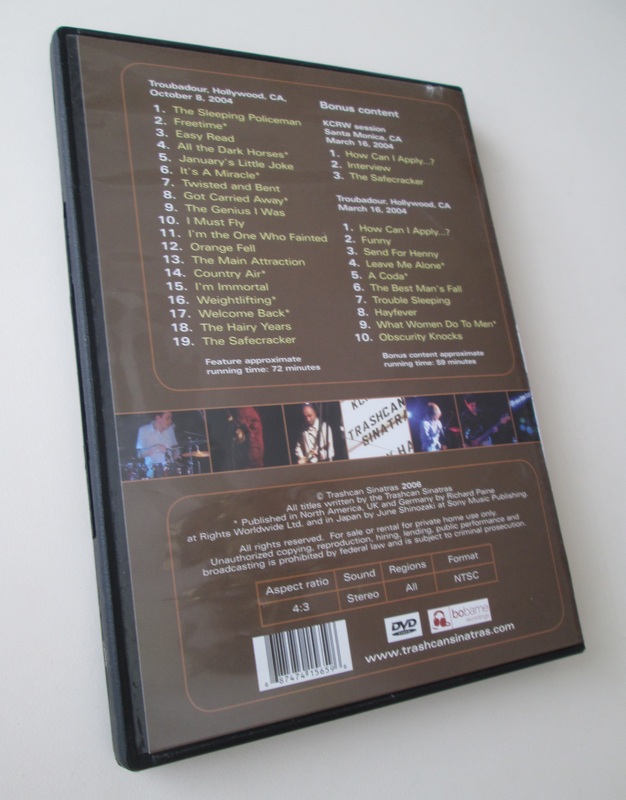 Troubadour, Hollywood, CA.
October 8, 2004
1. The Sleeping Policeman
2. Freetime*
3. Easy Read
4. All the Dark Horses*
5. January's Little Joke
6. It's A Miracle*
7. Twisted and Bent
8. Got Carried Away*
9. The Genius I Was
10. I Must Fly
11. I'm the One Who Fainted
12. Orange Fell
13. The Main Attraction
14. Country Air*
15. I'm Immortal
16. Weightlifting*
17. Welcome Back*
18. The Hairy Years
19. The Safecracker
Feature approximate
running time: 72 minutes
Bonus content
KCRW session
Santa Monica, CA
March 16, 2004
1. How Can I Apply...?
2. Interview
3. The Safecracker
Troubadour, Hollywood, CA
March 16, 2004
1. How Can I Apply...?
2. Funny
3. Send For Henny
4. Leave Me Alone*
5. A Coda*
6. The Best Man's Fall
7. Trouble Sleeping
8. Hayfever
9. What Women Do To Men*
10. Obscurity Knocks
Bonus content approximate
running time: 59 minutes
TRASHCAN
SINATRA
© Trashcan Sinatras 2006
All titles written by the Trashcan Sinatras
* Published in North America, UK and Germany by Richard Paine
at Rights Worldwide Ltd. and in Japan by June Shinozaki at Sony Music Publishing.
All rights reserved. For sale or rental for private home use only.
Unauthorized copying, reproduction, hiring, lending, public performance and
broadcasting is prohibited by federal law and is subject to criminal prosecution.
Aspect ratio Sound Regions Format
4:3 Stereo All NTSC
DVD
bobame
recordings
www.trashcansinatras.com
6 87474 15659 6